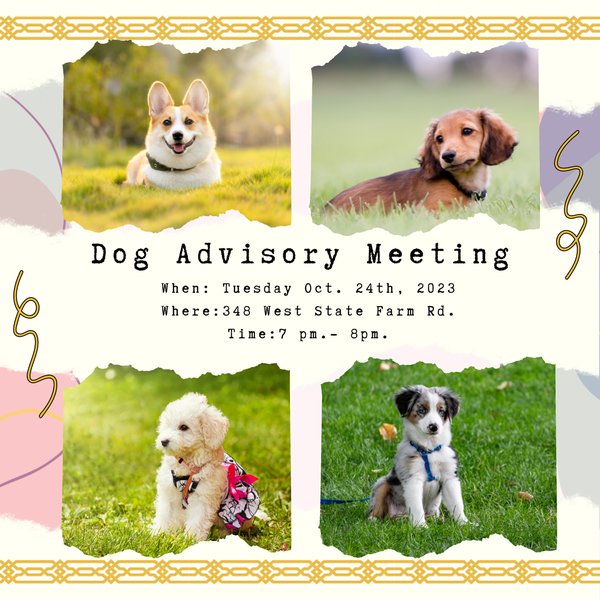 Dog Advisory Meeting
When: Tuesday Oct. 24th, 2023
Where:348 West State Farm Rd.
Time:7 pm.- 8pm.